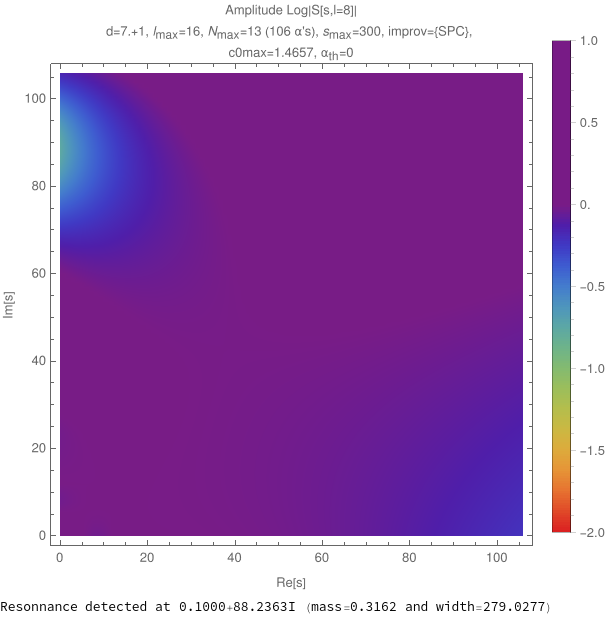 Amplitude Log|S[s,l=8]|
d=7.+1, lmax=16, Nmax=13 (106 α's), smax=300, improv={SPC},
c0max=1.4657, αth=0
1.0
0.5
0.
−0.5
−1.0
−1.5
−2.0
100
80
60
40
20
0
Im[s]
0 20 40 60 80 100
Re[s]
Resonnance detected at 0.1000+88.2363I (mass=0.3162 and width=279.0277)